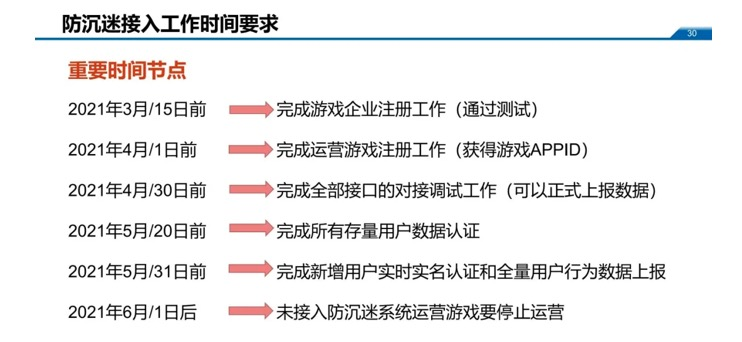 防沉迷接入工作时间要求
30
重要时间节点
2021年3月/15日前 完成游戏企业注册工作（通过测试）
2021年4月/1日前 完成运营游戏注册工作（获得游戏APPID）
2021年4月/30日前 完成全部接口的对接调试工作（可以正式上报数据）
2021年5月/20日前 完成所有存量用户数据认证
2021年5月/31日前 完成新增用户实时实名认证和全量用户行为数据上报
2021年6月/1日后 未接入防沉迷系统运营游戏要停止运营